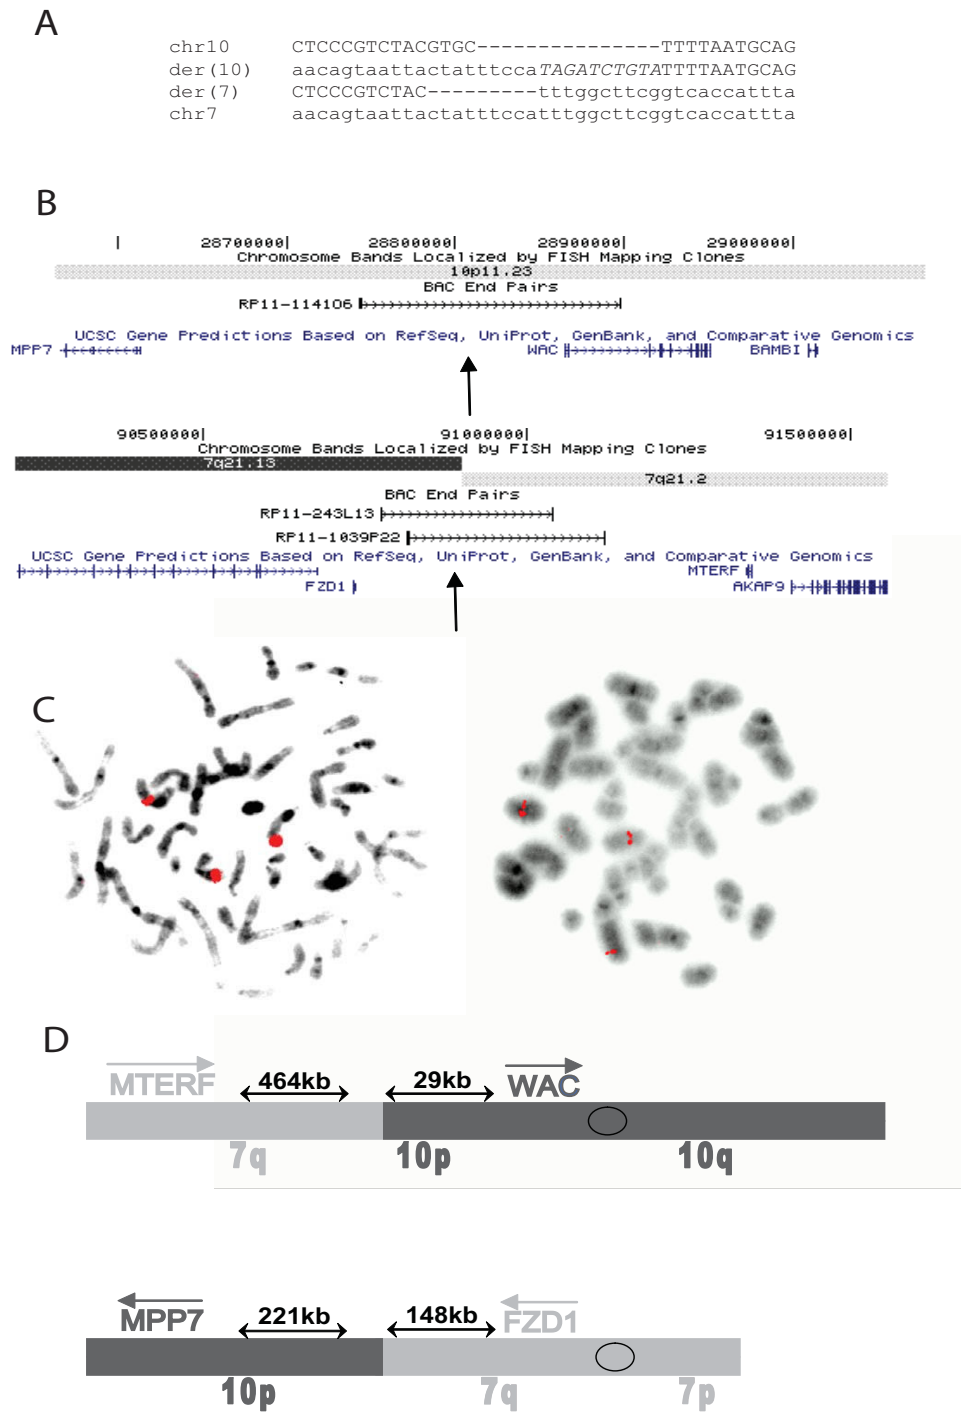 A
chr10 CTCCCGTCTACGTGC---------------TTTTAATGCAG
der(10) aacagtaattactatttccaTAGATCTGTATTTTAATGCAG
der(7) CTCCCGTCTAC---------tttggcttcggtcaccattta
chr7 aacagtaattactatttccatttggcttcggtcaccattta
B
| 28700000| 28800000| 28900000| 29000000|
Chromosome Bands Localized by FISH Mapping Clones
10p11.23
BAC End Pairs
RP11-114O6
UCSC Gene Predictions Based on RefSeq, UniProt, GenBank, and Comparative Genomics
MPP7 WAC BAMBI
90500000| 91000000| 91500000|
Chromosome Bands Localized by FISH Mapping Clones
7q21.13
7q21.2
BAC End Pairs
RP11-243L13
RP11-1039P22
UCSC Gene Predictions Based on RefSeq, UniProt, GenBank, and Comparative Genomics
MTERF
FZD1 AKAP9
C
D
MTERF 464kb 29kb WAC
7q 10p 10q
MPP7 221kb 148kb FZD1
10p 7q 7p